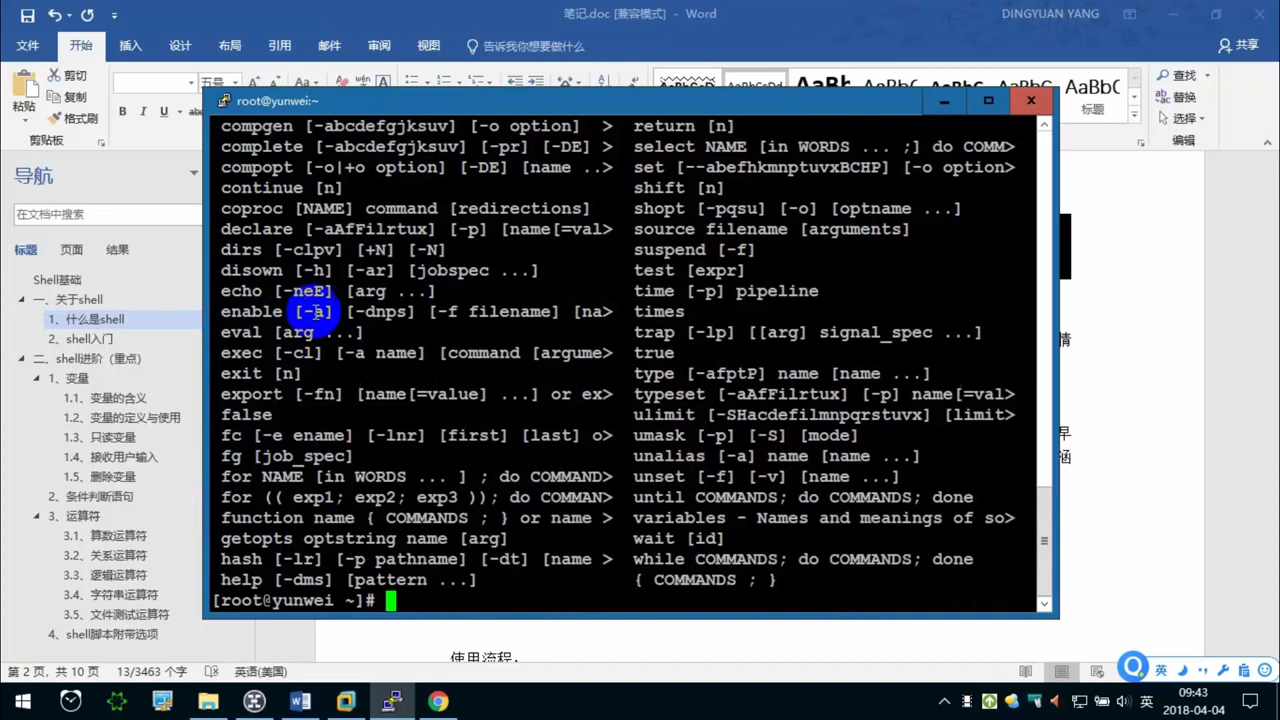 笔记.doc [兼容模式] - Word
DINGYUAN YANG
文件 开始 插入 设计 布局 引用 邮件 审阅 视图 告诉我你想要做什么 共享
粘贴
剪切
复制
格式刷
剪贴板
五号
B I U abc
标题
查找
替换
选择
编辑
导航
在文档中搜索
标题 页面 结果
Shell基础
一、关于shell
1、什么是shell
2、shell入门
二、shell进阶（重点）
1、变量
1.1、变量的含义
1.2、变量的定义与使用
1.3、只读变量
1.4、接收用户输入
1.5、删除变量
2、条件判断语句
3、运算符
3.1、算数运算符
3.2、关系运算符
3.3、逻辑运算符
3.4、字符串运算符
3.5、文件测试运算符
4、shell脚本附带选项
root@yunwei:~
compgen [-abcdefgjksuv] [-o option] > return [n]
complete [-abcdefgjksuv] [-pr] [-DE] > select NAME [in WORDS ... ;] do COMM>
compopt [-o|+o option] [-DE] [name ..> set [--abefhkmnptuvxBCHP] [-o option>
continue [n] shift [n]
coproc [NAME] command [redirections] shopt [-pqsu] [-o] [optname ...]
declare [-aAfFilrtux] [-p] [name[=val> source filename [arguments]
dirs [-clpv] [+N] [-N] suspend [-f]
disown [-h] [-ar] [jobspec ...] test [expr]
echo [-neE] [arg ...] time [-p] pipeline
enable [-a] [-dnps] [-f filename] [na> times
eval [arg ...] trap [-lp] [[arg] signal_spec ...]
exec [-cl] [-a name] [command [argume> true
exit [n] type [-afptP] name [name ...]
export [-fn] [name[=value] ...] or ex> typeset [-aAfFilrtux] [-p] name[=val>
false ulimit [-SHacdefilmnpqrstuvx] [limit>
fc [-e ename] [-lnr] [first] [last] o> umask [-p] [-S] [mode]
fg [job_spec] unalias [-a] name [name ...]
for NAME [in WORDS ... ] ; do COMMAND> unset [-f] [-v] [name ...]
for (( exp1; exp2; exp3 )); do COMMAN> until COMMANDS; do COMMANDS; done
function name { COMMANDS ; } or name > variables - Names and meanings of so>
getopts optstring name [arg] wait [id]
hash [-lr] [-p pathname] [-dt] [name > while COMMANDS; do COMMANDS; done
help [-dms] [pattern ...] { COMMANDS ; }
[root@yunwei ~]#
情
早
涵
使用流程：
第 2 页，共 10 页 13/3463 个字 英语(美国)
英
英
09:43
2018-04-04